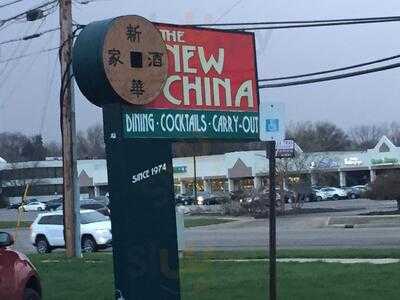 新
家 酒
華
THE
NEW
CHINA
DINING · COCKTAILS · CARRY-OUT
SINCE 1974